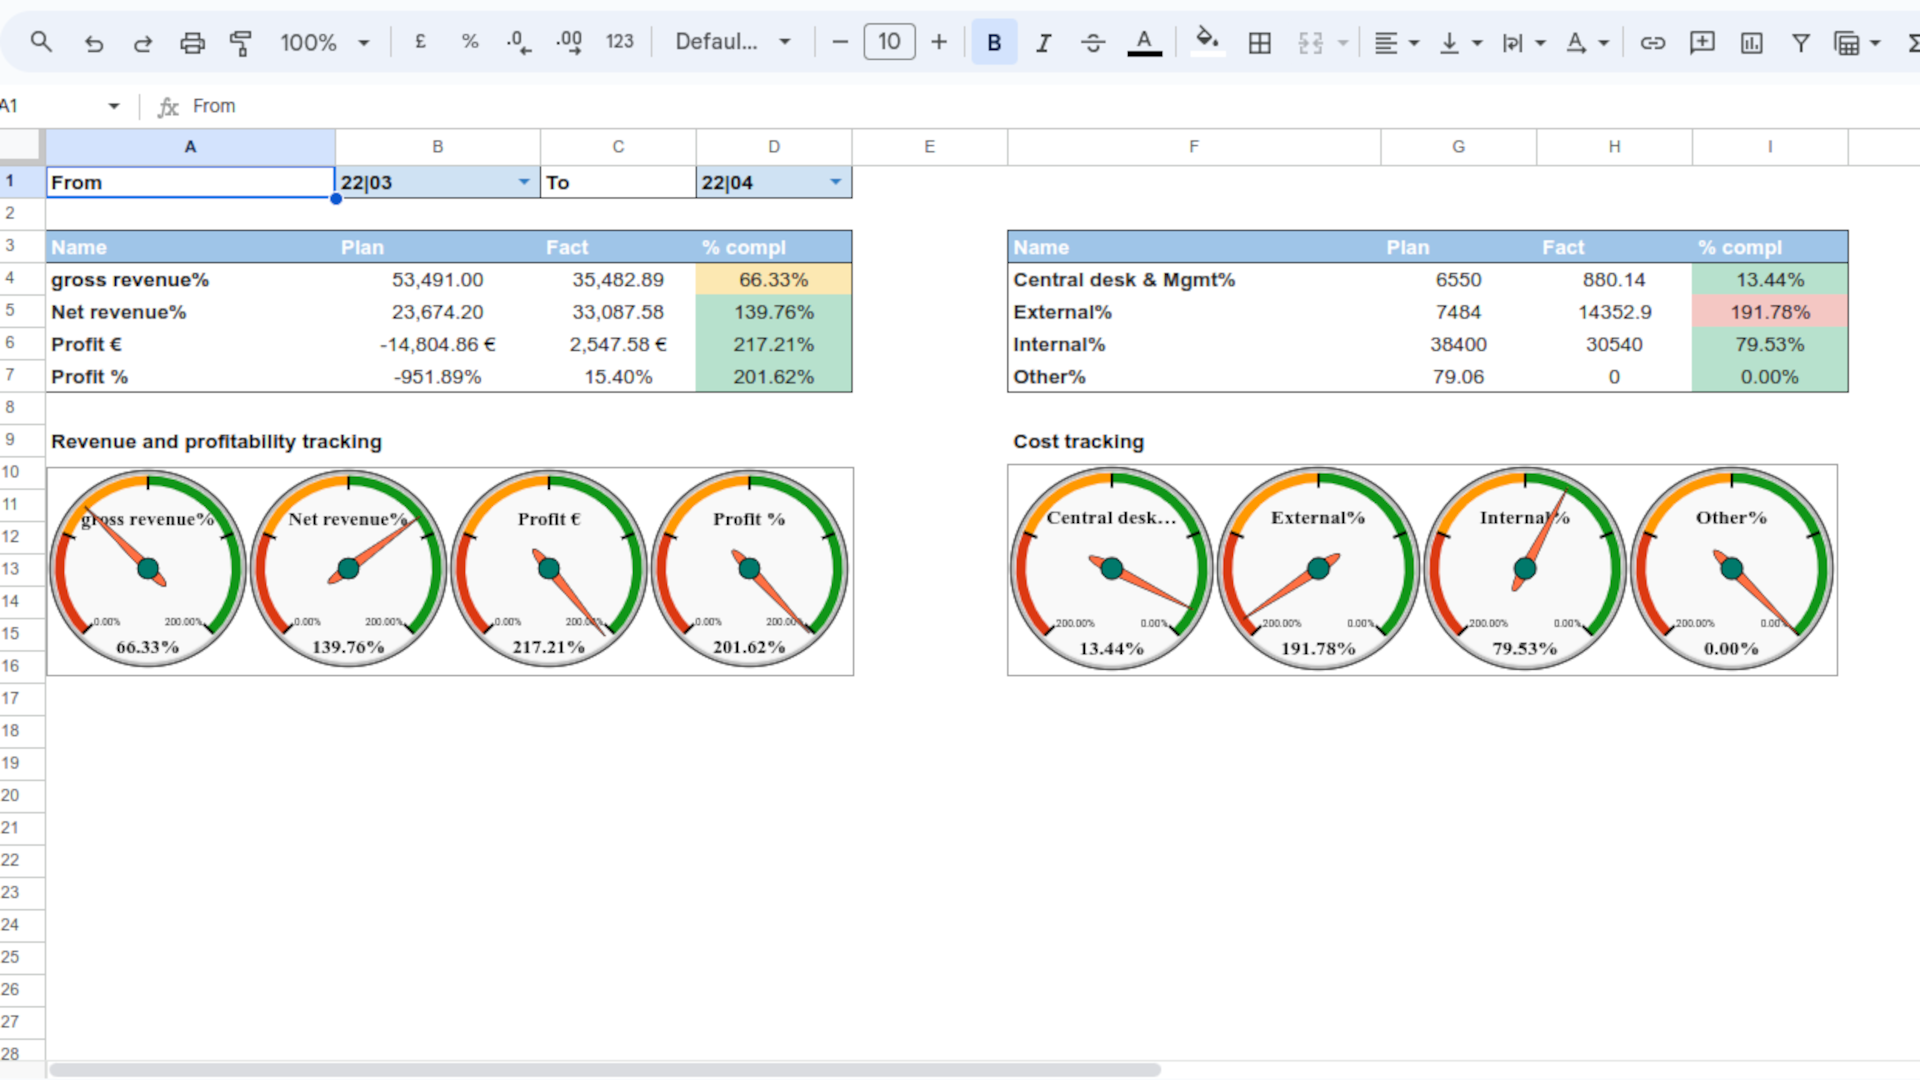 100% £ % .0 .00 123 Defaul... 10 B I A
A1 fx From
A B C D E F G H I
1 From 22|03 To 22|04
2
3 Name Plan Fact % compl Name Plan Fact % compl
4 gross revenue% 53,491.00 35,482.89 66.33% Central desk & Mgmt% 6550 880.14 13.44%
5 Net revenue% 23,674.20 33,087.58 139.76% External% 7484 14352.9 191.78%
6 Profit € -14,804.86 € 2,547.58 € 217.21% Internal% 38400 30540 79.53%
7 Profit % -951.89% 15.40% 201.62% Other% 79.06 0 0.00%
8
9 Revenue and profitability tracking Cost tracking
10
11 gross revenue% Net revenue% Profit € Profit % Central desk... External% Internal% Other%
12
13
14
15 0.00% 200.00% 0.00% 200.00% 0.00% 200.00% 0.00% 200.00% 200.00% 0.00% 200.00% 0.00% 200.00% 0.00% 200.00% 0.00%
66.33% 139.76% 217.21% 201.62% 13.44% 191.78% 79.53% 0.00%
16
17
18
19
20
21
22
23
24
25
26
27
28